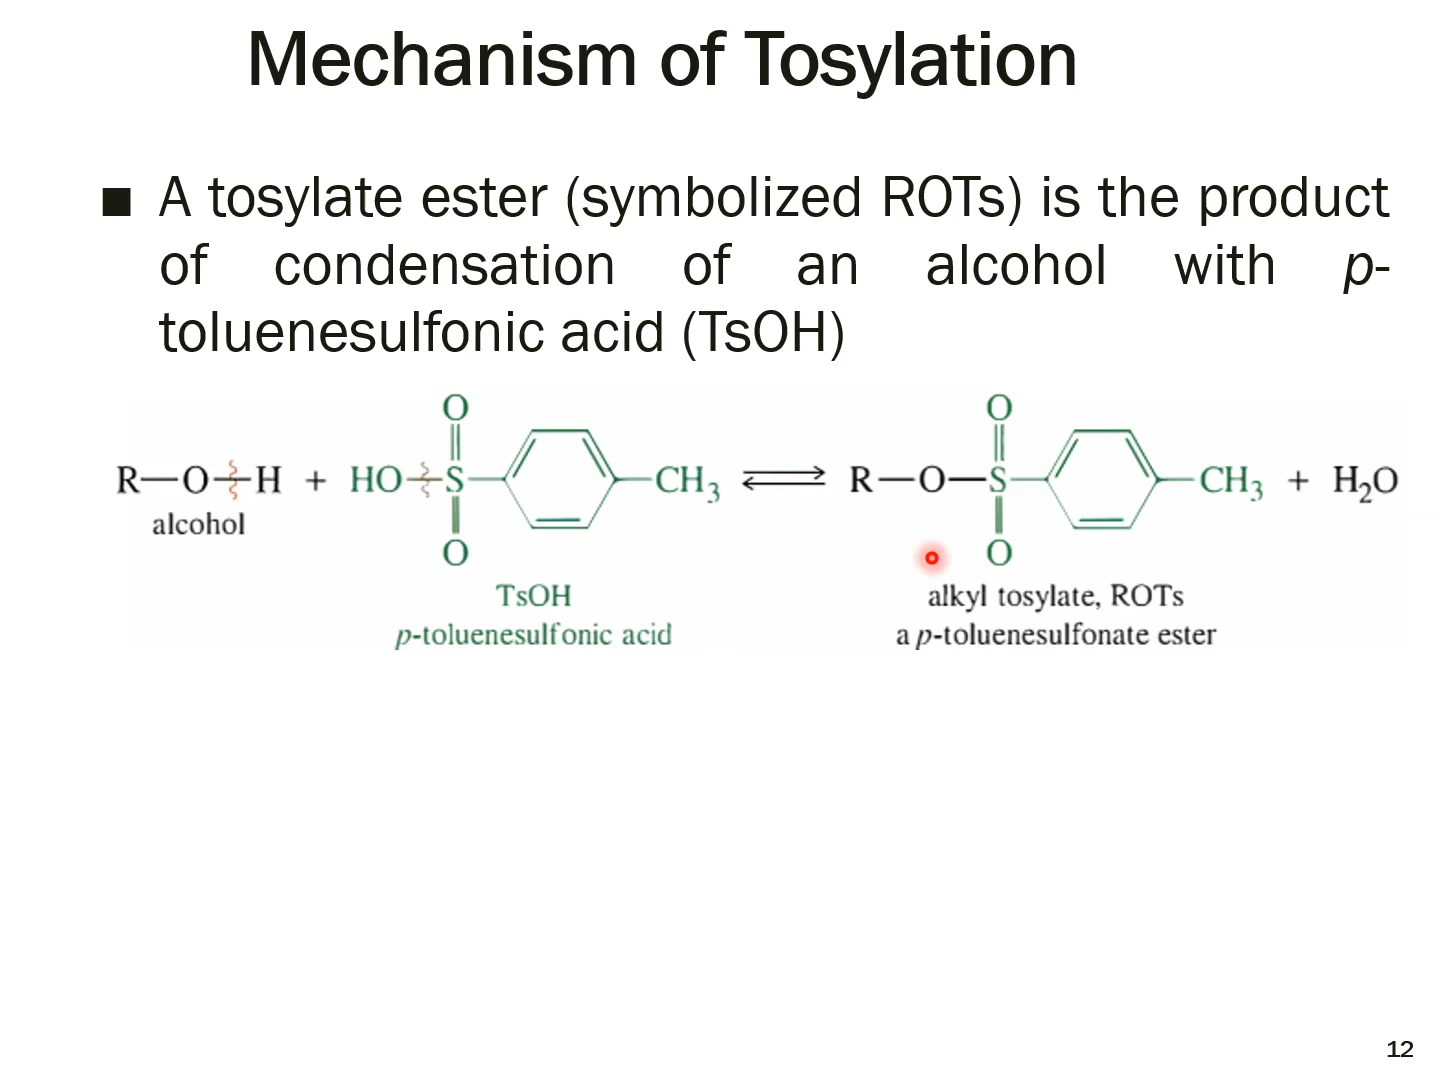 Mechanism of Tosylation
■ A tosylate ester (symbolized ROTs) is the product
of condensation of an alcohol with p-
toluenesulfonic acid (TsOH)
O O
R—O—H + HO—S—CH₃ ⇌ R—O—S—CH₃ + H₂O
alcohol
O O
TsOH alkyl tosylate, ROTs
p-toluenesulfonic acid a p-toluenesulfonate ester
12